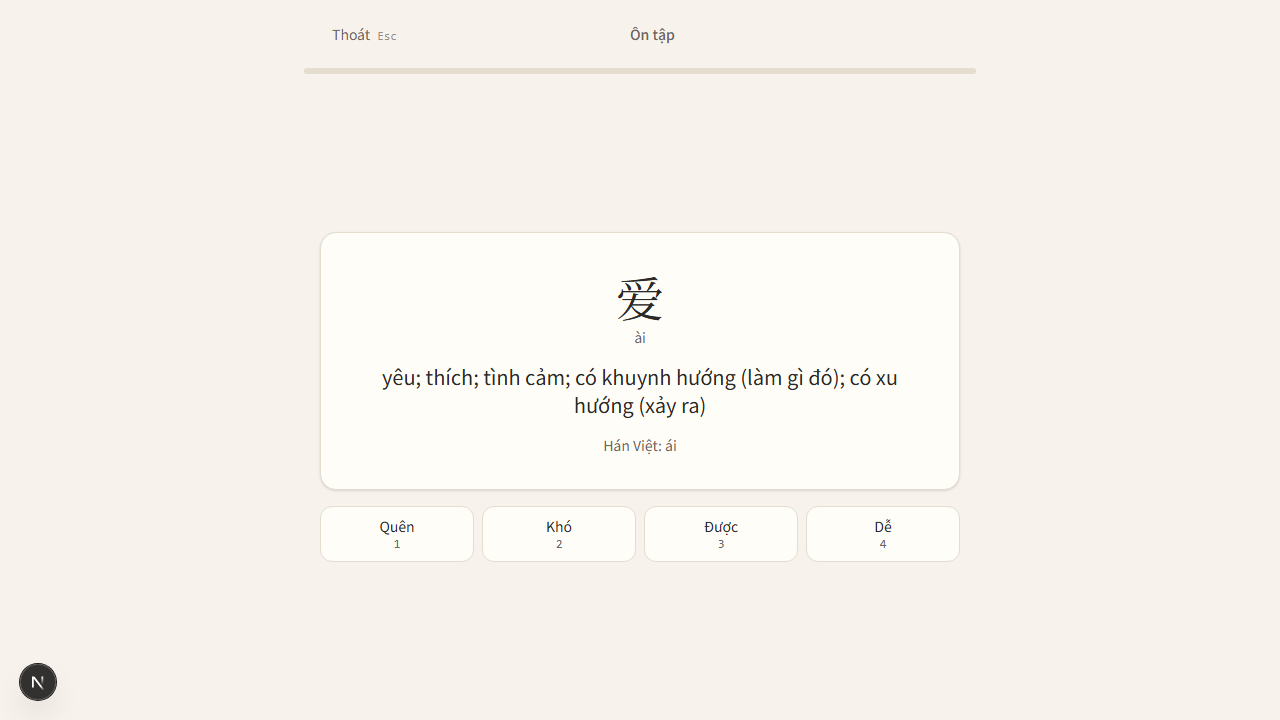 Thoát Esc
Ôn tập
爱
ài
yêu; thích; tình cảm; có khuynh hướng (làm gì đó); có xu
hướng (xảy ra)
Hán Việt: ái
Quên
1
Khó
2
Được
3
Dễ
4
N